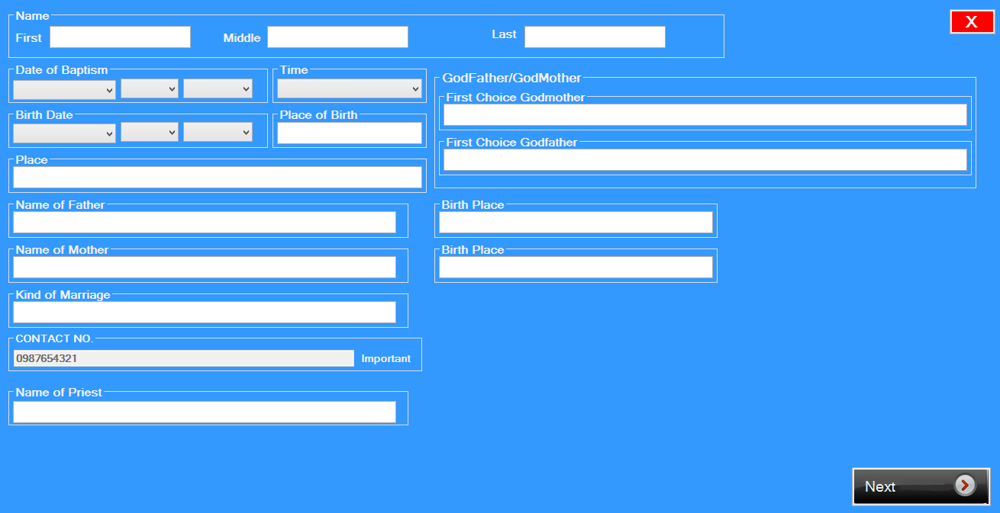 Name
First Middle Last
X
Date of Baptism Time
GodFather/GodMother
First Choice Godmother
Birth Date Place of Birth
First Choice Godfather
Place
Name of Father Birth Place
Name of Mother Birth Place
Kind of Marriage
CONTACT NO.
0987654321 Important
Name of Priest
Next